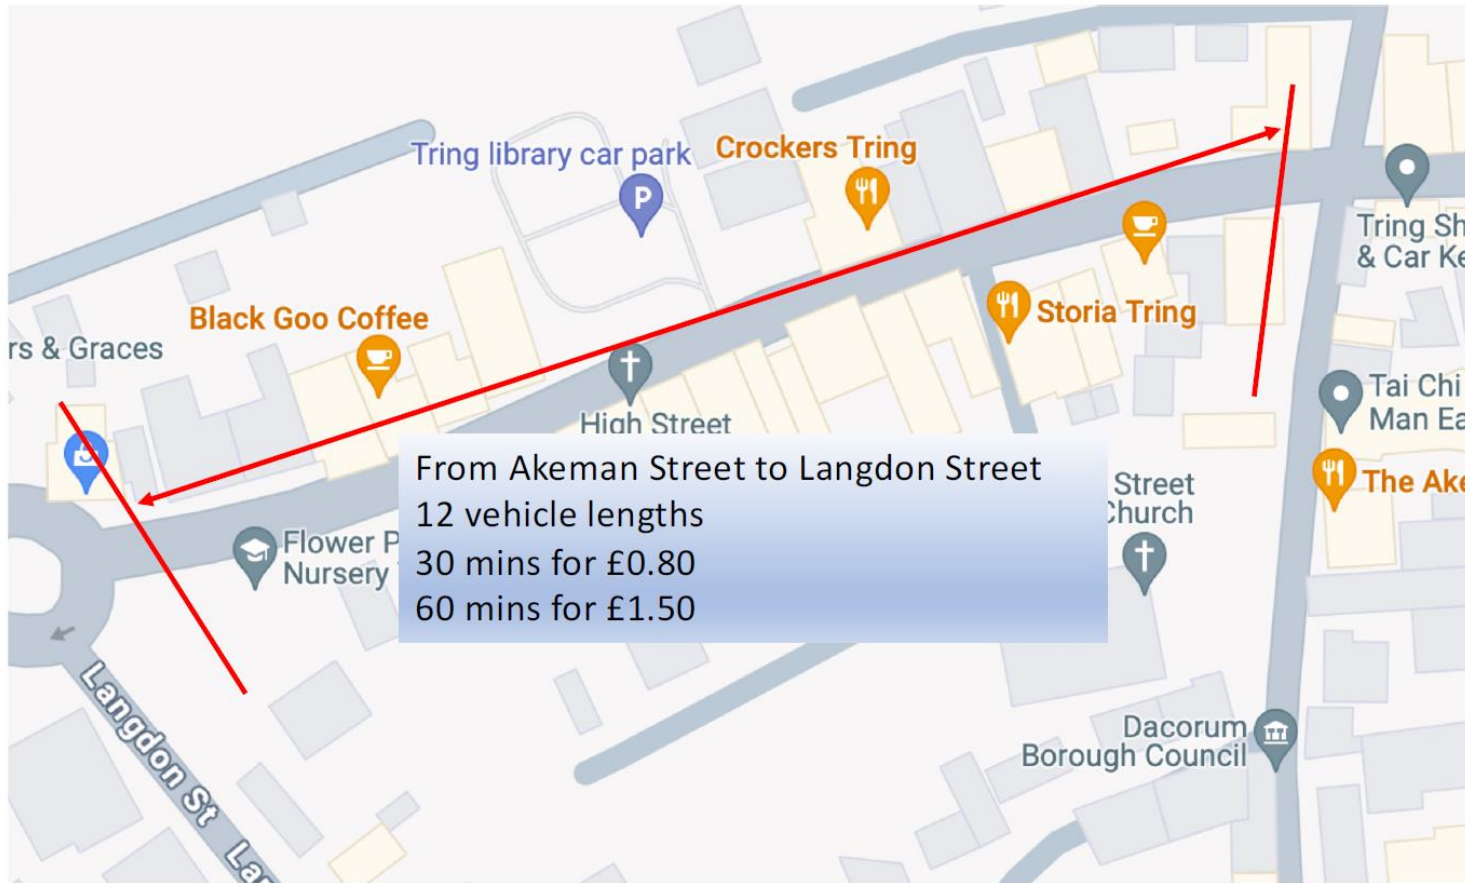 Tring library car park
Crockers Tring
P
Tring Sh
& Car Ke
Black Goo Coffee
Storia Tring
rs & Graces
Tai Chi
Man Ea
High Street
From Akeman Street to Langdon Street
12 vehicle lengths
30 mins for £0.80
60 mins for £1.50
Street
Church
The Ake
Flower P
Nursery
Dacorum
Borough Council
Langdon St
La